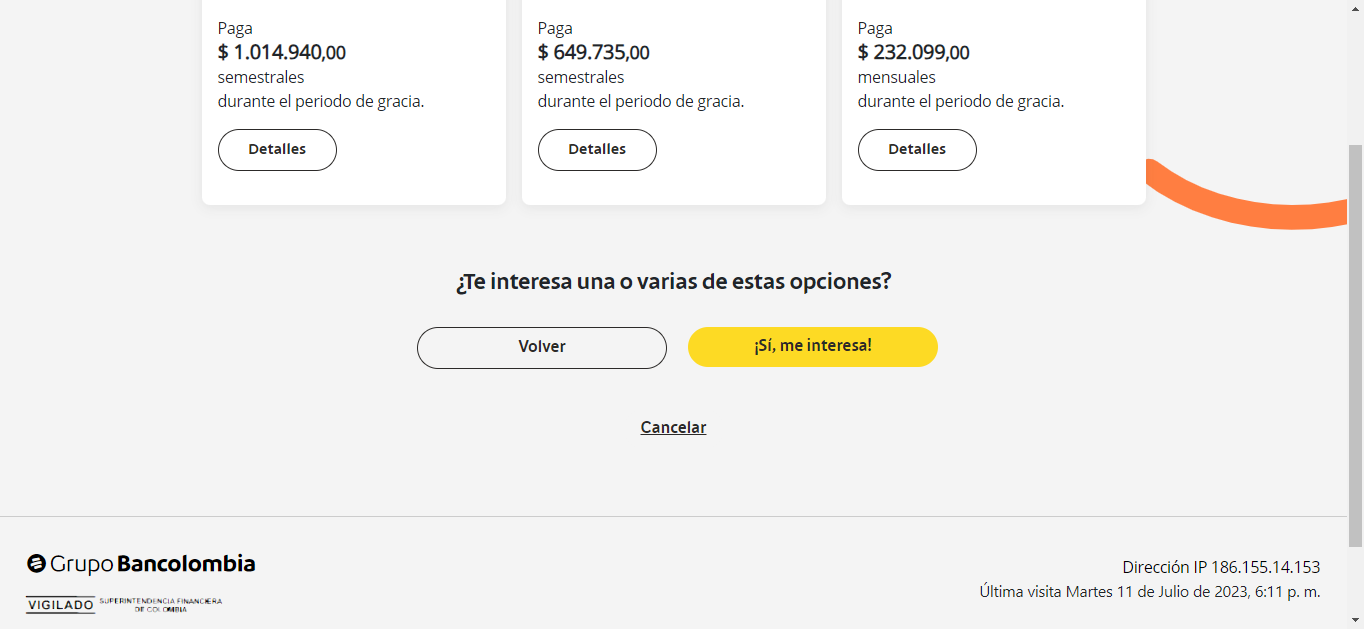 Paga
$ 1.014.940,00
semestrales
durante el periodo de gracia.
Detalles
Paga
$ 649.735,00
semestrales
durante el periodo de gracia.
Detalles
Paga
$ 232.099,00
mensuales
durante el periodo de gracia.
Detalles
¿Te interesa una o varias de estas opciones?
Volver
¡Sí, me interesa!
Cancelar
Grupo Bancolombia
VIGILADO SUPERINTENDENCIA FINANCIERA
DE COLOMBIA
Dirección IP 186.155.14.153
Última visita Martes 11 de Julio de 2023, 6:11 p. m.